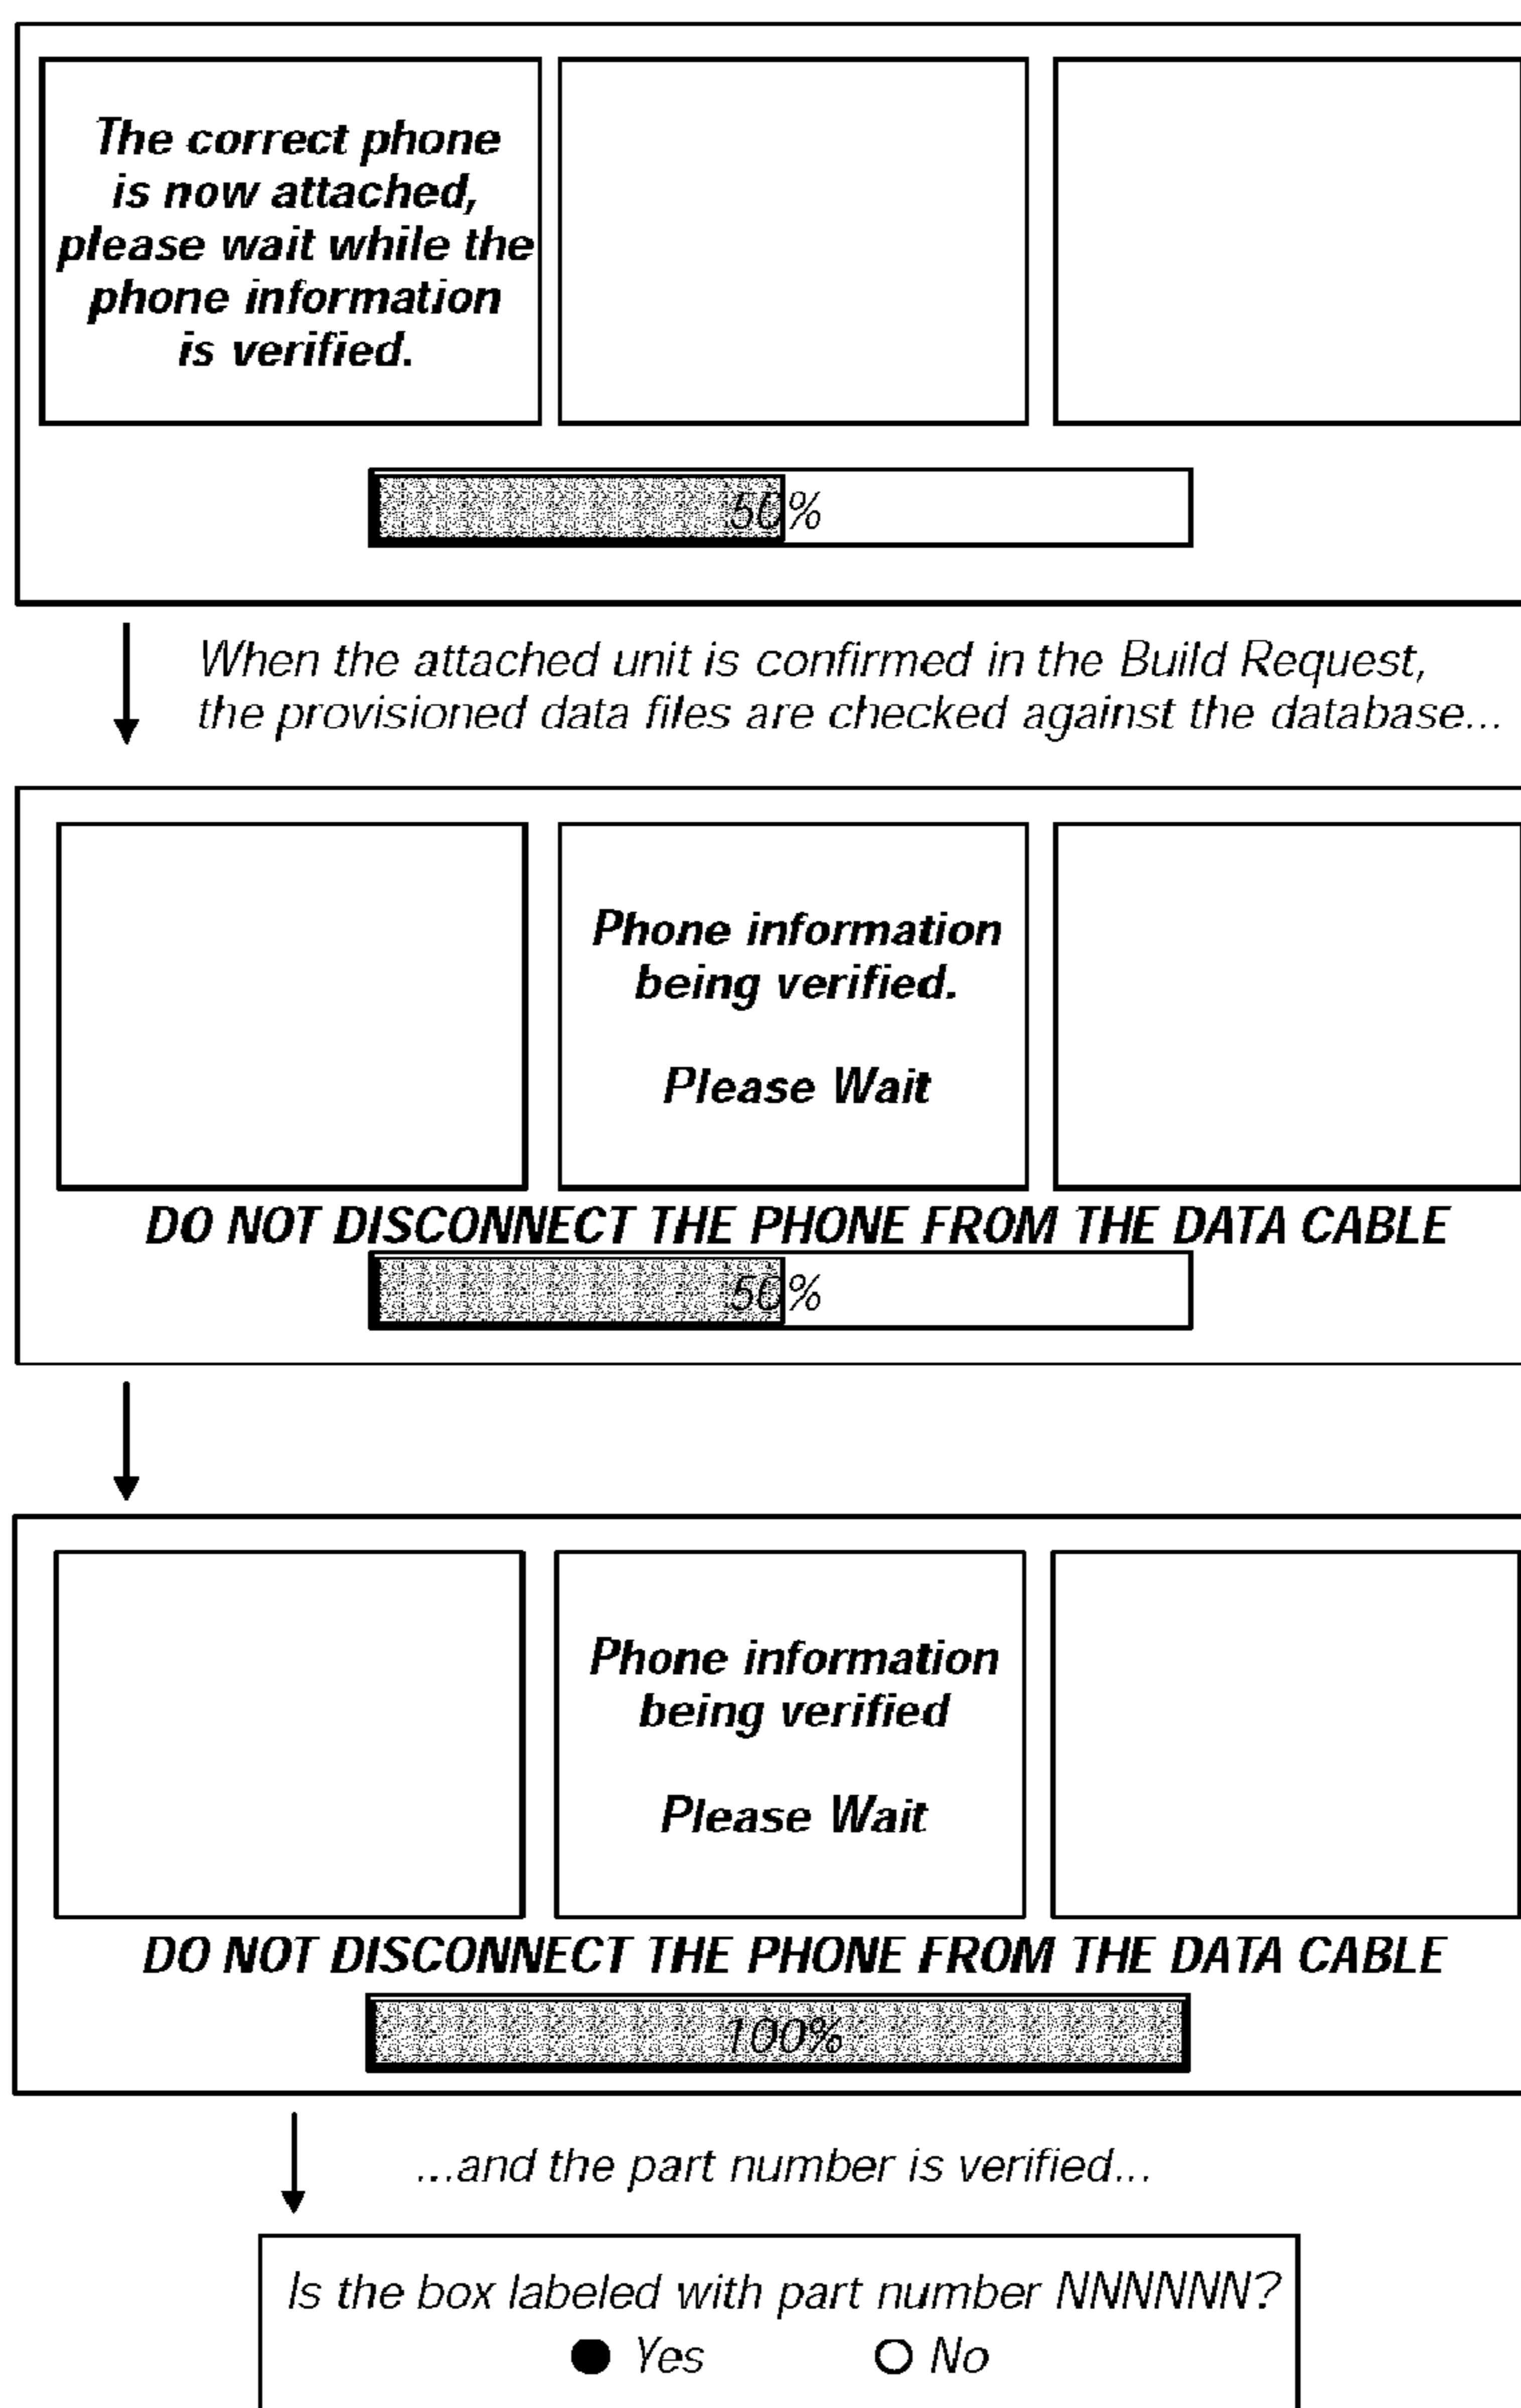 The correct phone
is now attached,
please wait while the
phone information
is verified.
50%
When the attached unit is confirmed in the Build Request,
the provisioned data files are checked against the database...
Phone information
being verified.
Please Wait
DO NOT DISCONNECT THE PHONE FROM THE DATA CABLE
50%
Phone information
being verified
Please Wait
DO NOT DISCONNECT THE PHONE FROM THE DATA CABLE
100%
...and the part number is verified...
Is the box labeled with part number NNNNNN?
Yes No